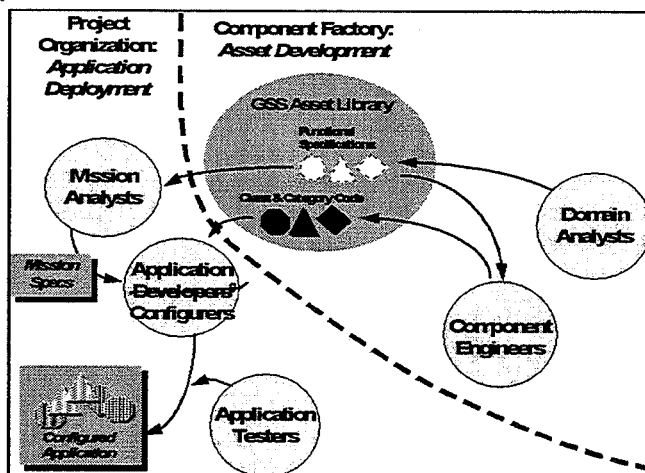 Project
Organization:
Application
Deployment
Component Factory:
Asset Development
GSS Asset Library
Functional
Specifications
Class & Category Code
Mission
Analysts
Domain
Analysts
Mission
Specs
Application
Developers
Configurers
Component
Engineers
Application
Testers
Configured
Application